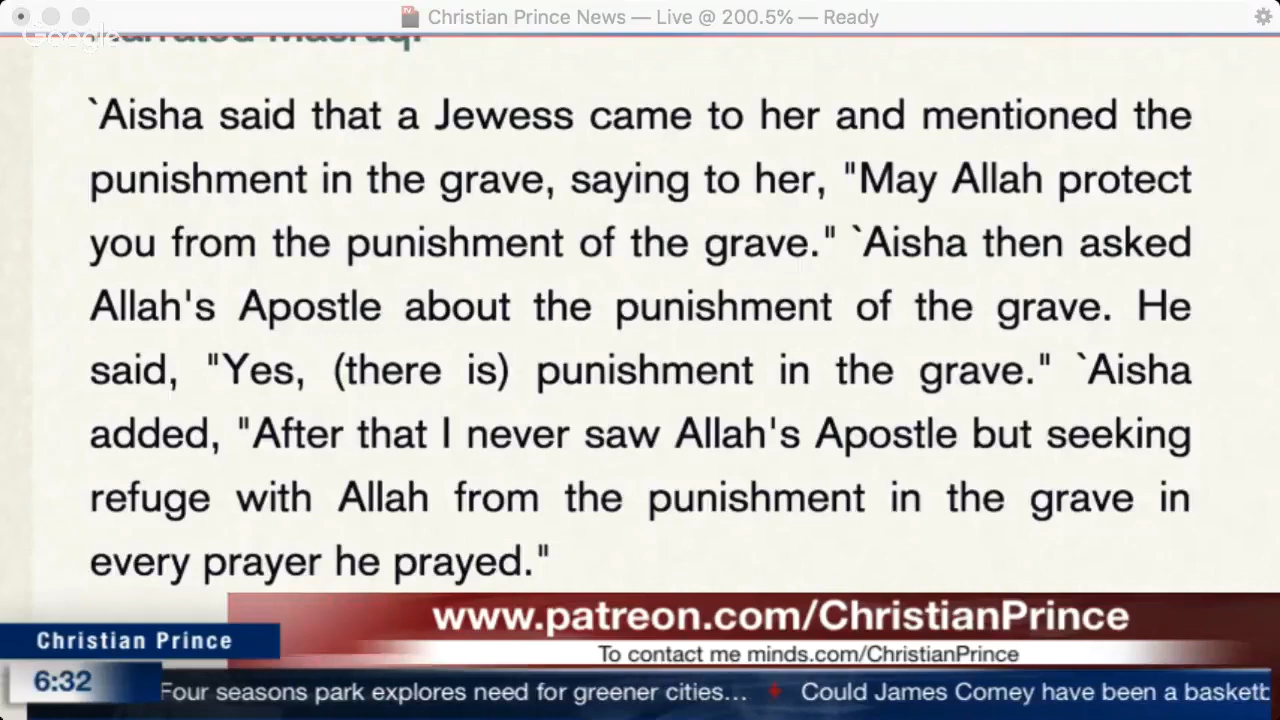 Christian Prince News — Live @ 200.5% — Ready
Google
Narrated Masruq:
`Aisha said that a Jewess came to her and mentioned the
punishment in the grave, saying to her, "May Allah protect
you from the punishment of the grave." `Aisha then asked
Allah's Apostle about the punishment of the grave. He
said, "Yes, (there is) punishment in the grave." `Aisha
added, "After that I never saw Allah's Apostle but seeking
refuge with Allah from the punishment in the grave in
every prayer he prayed."
www.patreon.com/ChristianPrince
Christian Prince
To contact me minds.com/ChristianPrince
6:32
Four seasons park explores need for greener cities... Could James Comey have been a basketb